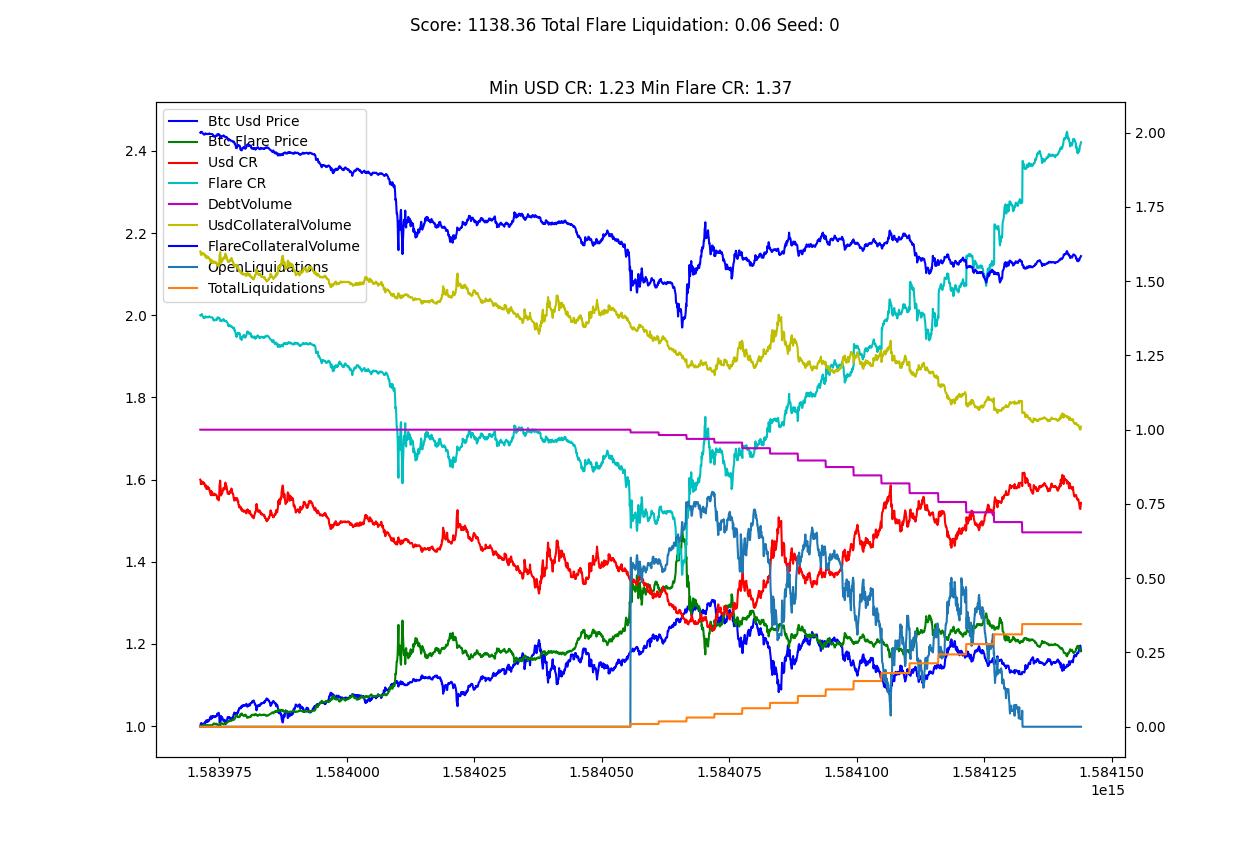 Score: 1138.36 Total Flare Liquidation: 0.06 Seed: 0
Min USD CR: 1.23 Min Flare CR: 1.37
Btc Usd Price
Btc Flare Price
Usd CR
Flare CR
DebtVolume
UsdCollateralVolume
FlareCollateralVolume
OpenLiquidations
TotalLiquidations
2.4
2.2
2.0
1.8
1.6
1.4
1.2
1.0
2.00
1.75
1.50
1.25
1.00
0.75
0.50
0.25
0.00
1.583975 1.584000 1.584025 1.584050 1.584075 1.584100 1.584125 1.584150
1e15